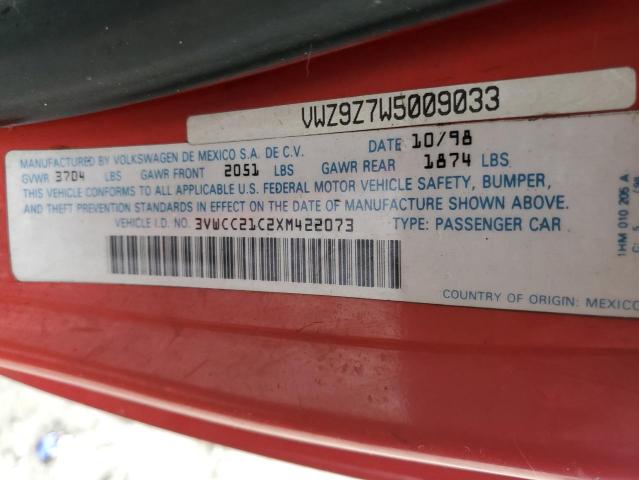 VWZ9Z7W5009033
MANUFACTURED BY VOLKSWAGEN DE MEXICO S.A. DE C.V. DATE 10/98
GVWR 3704 LBS GAWR FRONT 2051 LBS GAWR REAR 1874 LBS
THIS VEHICLE CONFORMS TO ALL APPLICABLE U.S. FEDERAL MOTOR VEHICLE SAFETY, BUMPER,
AND THEFT PREVENTION STANDARDS IN EFFECT ON THE DATE OF MANUFACTURE SHOWN ABOVE.
VEHICLE I.D. NO. 3VWCC21C2XM422073 TYPE: PASSENGER CAR
COUNTRY OF ORIGIN: MEXICO
1HM 010 205 A